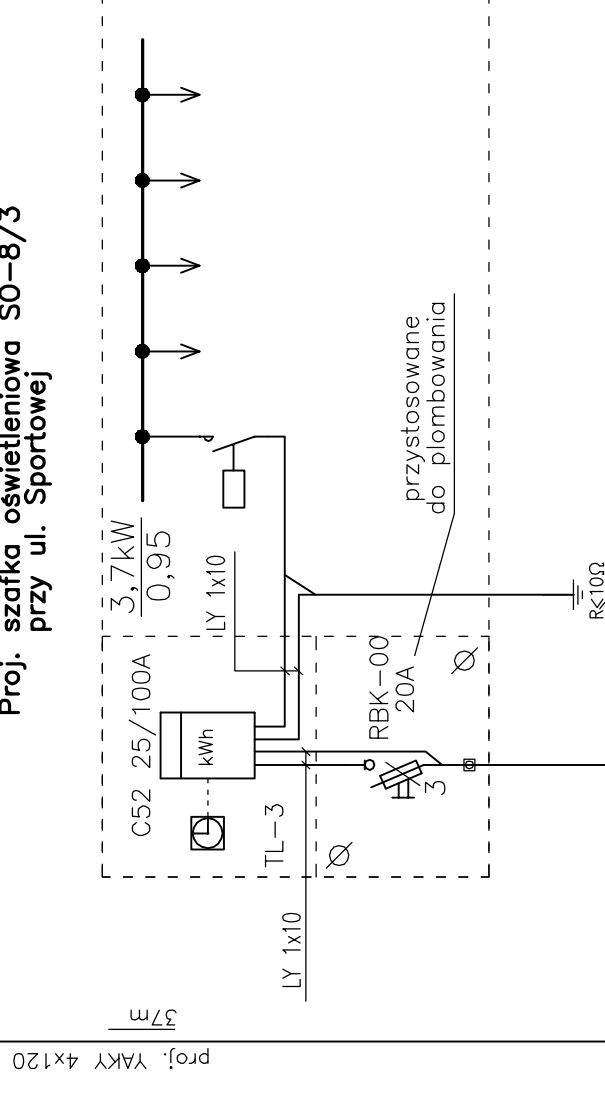 Proj. szafka oświetleniowa SO-8/3
przy ul. Sportowej
3,7kW
0,95
LY 1x10
przystosowane
do plombowania
C52 25/100A
kWh
TL-3
RBK-00
20A
3
R≤10Ω
LY 1x10
37m
proj. YAKY 4x120